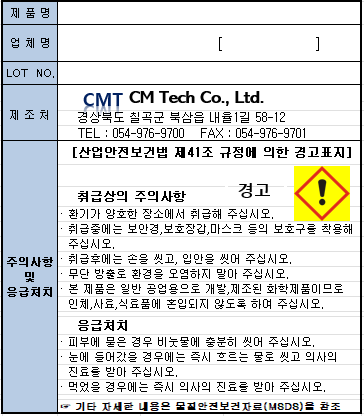 제 품 명
업 체 명 [ ]
LOT NO.
제 조 처
CMT CM Tech Co., Ltd.
경상북도 칠곡군 북삼읍 내율1길 58-12
TEL : 054-976-9700 FAX : 054-976-9701
주의사항
및
응급처치
[산업안전보건법 제41조 규정에 의한 경고표지]
취급상의 주의사항
경고
· 환기가 양호한 장소에서 취급해 주십시오.
· 취급중에는 보안경,보호장갑,마스크 등의 보호구를 착용해
주십시오.
· 취급후에는 손을 씻고, 입안을 씻어 주십시오.
· 무단 방출로 환경을 오염하지 말아 주십시오.
· 본 제품은 일반 공업용으로 개발,제조된 화학제품이므로
인체,사료,식료품에 혼입되지 않도록 하여 주십시오.
응급처치
· 피부에 묻은 경우 비눗물에 충분히 씻어 주십시오.
· 눈에 들어갔을 경우에는 즉시 흐르는 물로 씻고 의사의
진료를 받아 주십시오.
· 먹었을 경우에는 즉시 의사의 진료를 받아 주십시오.
☞ 기타 자세한 내용은 물질안전보건자료(MSDS)를 참조